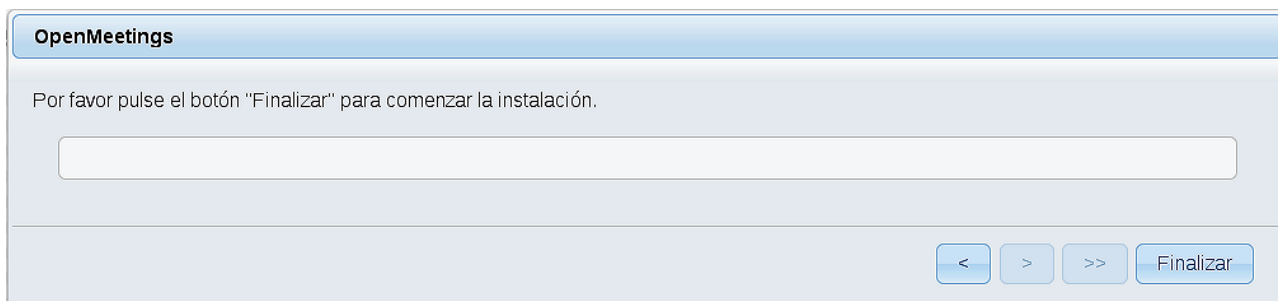 OpenMeetings
Por favor pulse el botón "Finalizar" para comenzar la instalación.
< > >> Finalizar